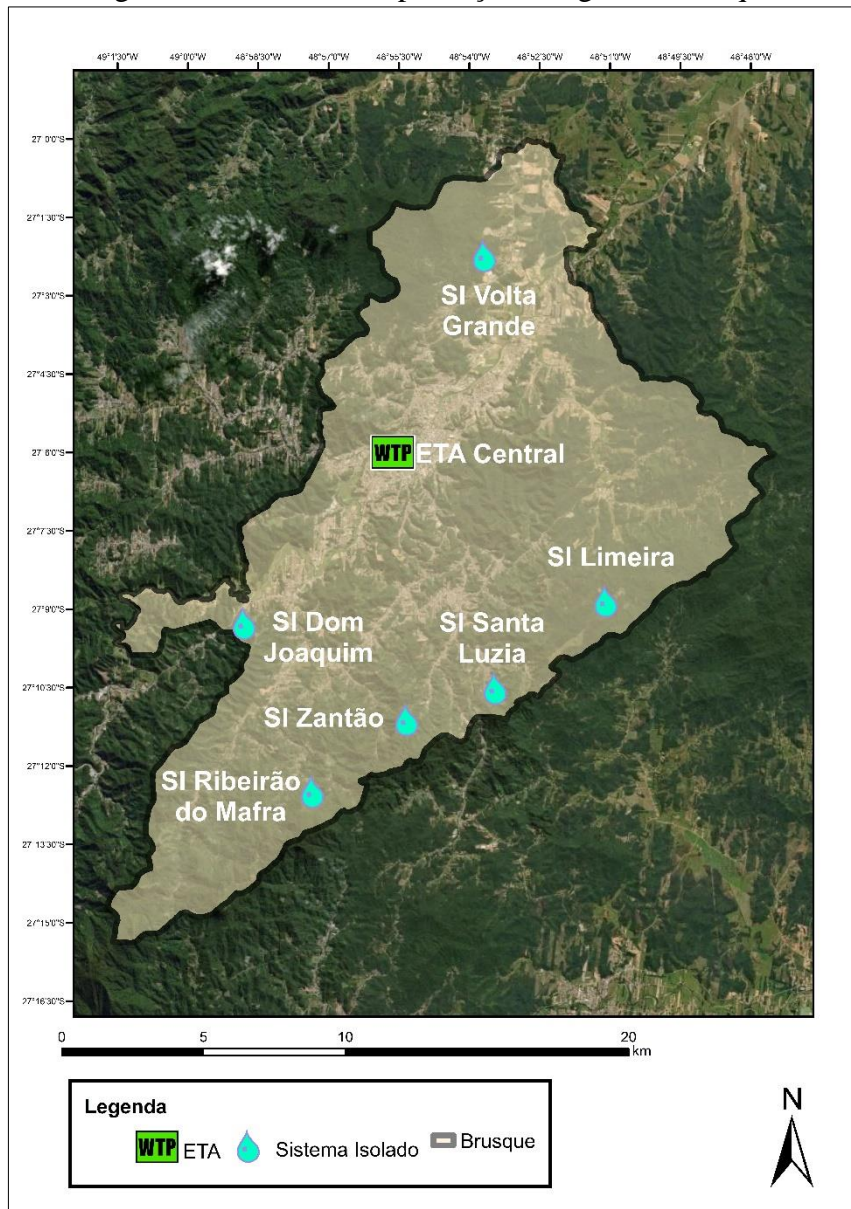 49°1'30"W 49°0'0"W 48°58'30"W 48°57'0"W 48°55'30"W 48°54'0"W 48°52'30"W 48°51'0"W 48°49'30"W 48°48'0"W
27°0'0"S
27°1'30"S
27°3'0"S
27°4'30"S
27°6'0"S
27°7'30"S
27°9'0"S
27°10'30"S
27°12'0"S
27°13'30"S
27°15'0"S
27°16'30"S
SI Volta
Grande
WTP ETA Central
SI Limeira
SI Dom
Joaquim
SI Santa
Luzia
SI Zantão
SI Ribeirão
do Mafra
0 5 10 20
km
Legenda
WTP ETA Sistema Isolado Brusque
N